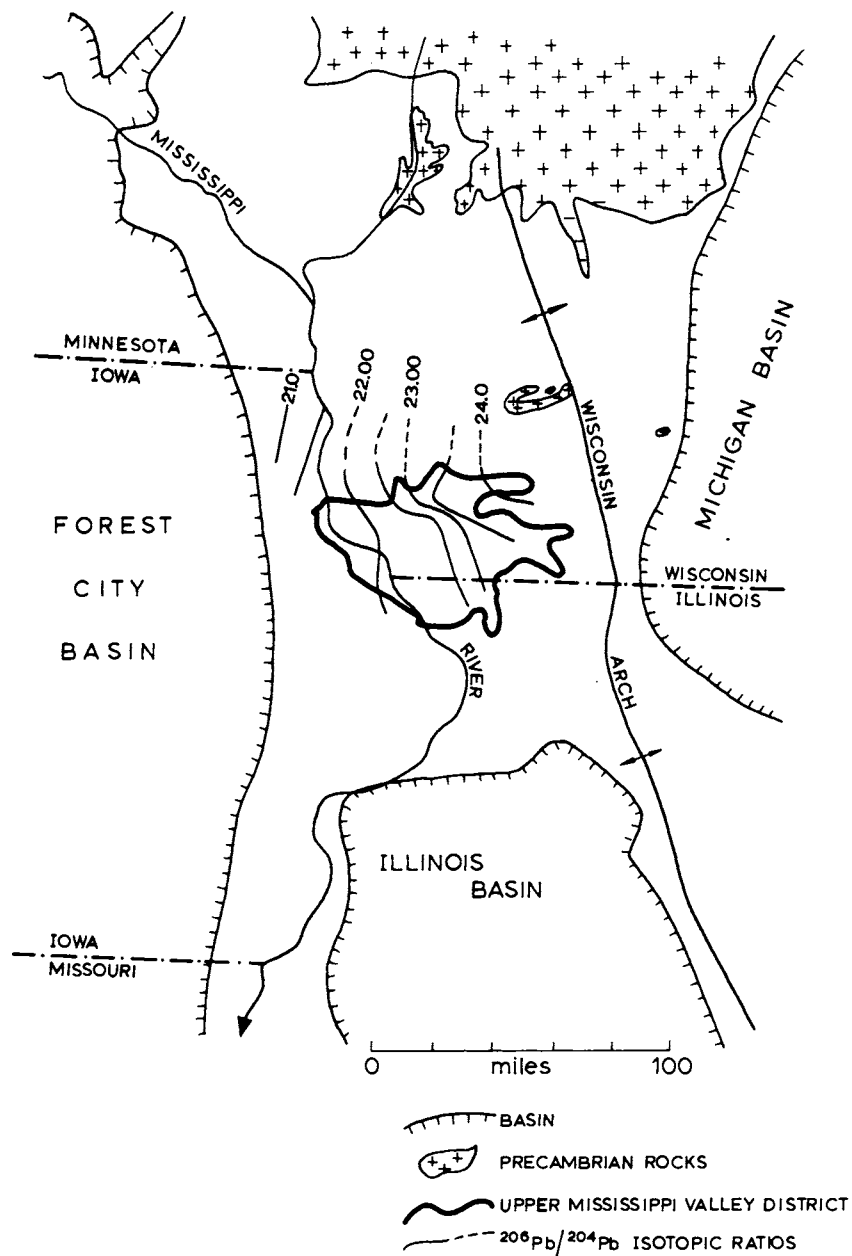 MISSISSIPPI
MINNESOTA
IOWA
21.0
22.00
23.00
24.0
WISCONSIN
ARCH
MICHIGAN BASIN
FOREST
CITY
BASIN
WISCONSIN
ILLINOIS
RIVER
ILLINOIS
BASIN
IOWA
MISSOURI
0 miles 100
BASIN
PRECAMBRIAN ROCKS
UPPER MISSISSIPPI VALLEY DISTRICT
²⁰⁶Pb/²⁰⁴Pb ISOTOPIC RATIOS